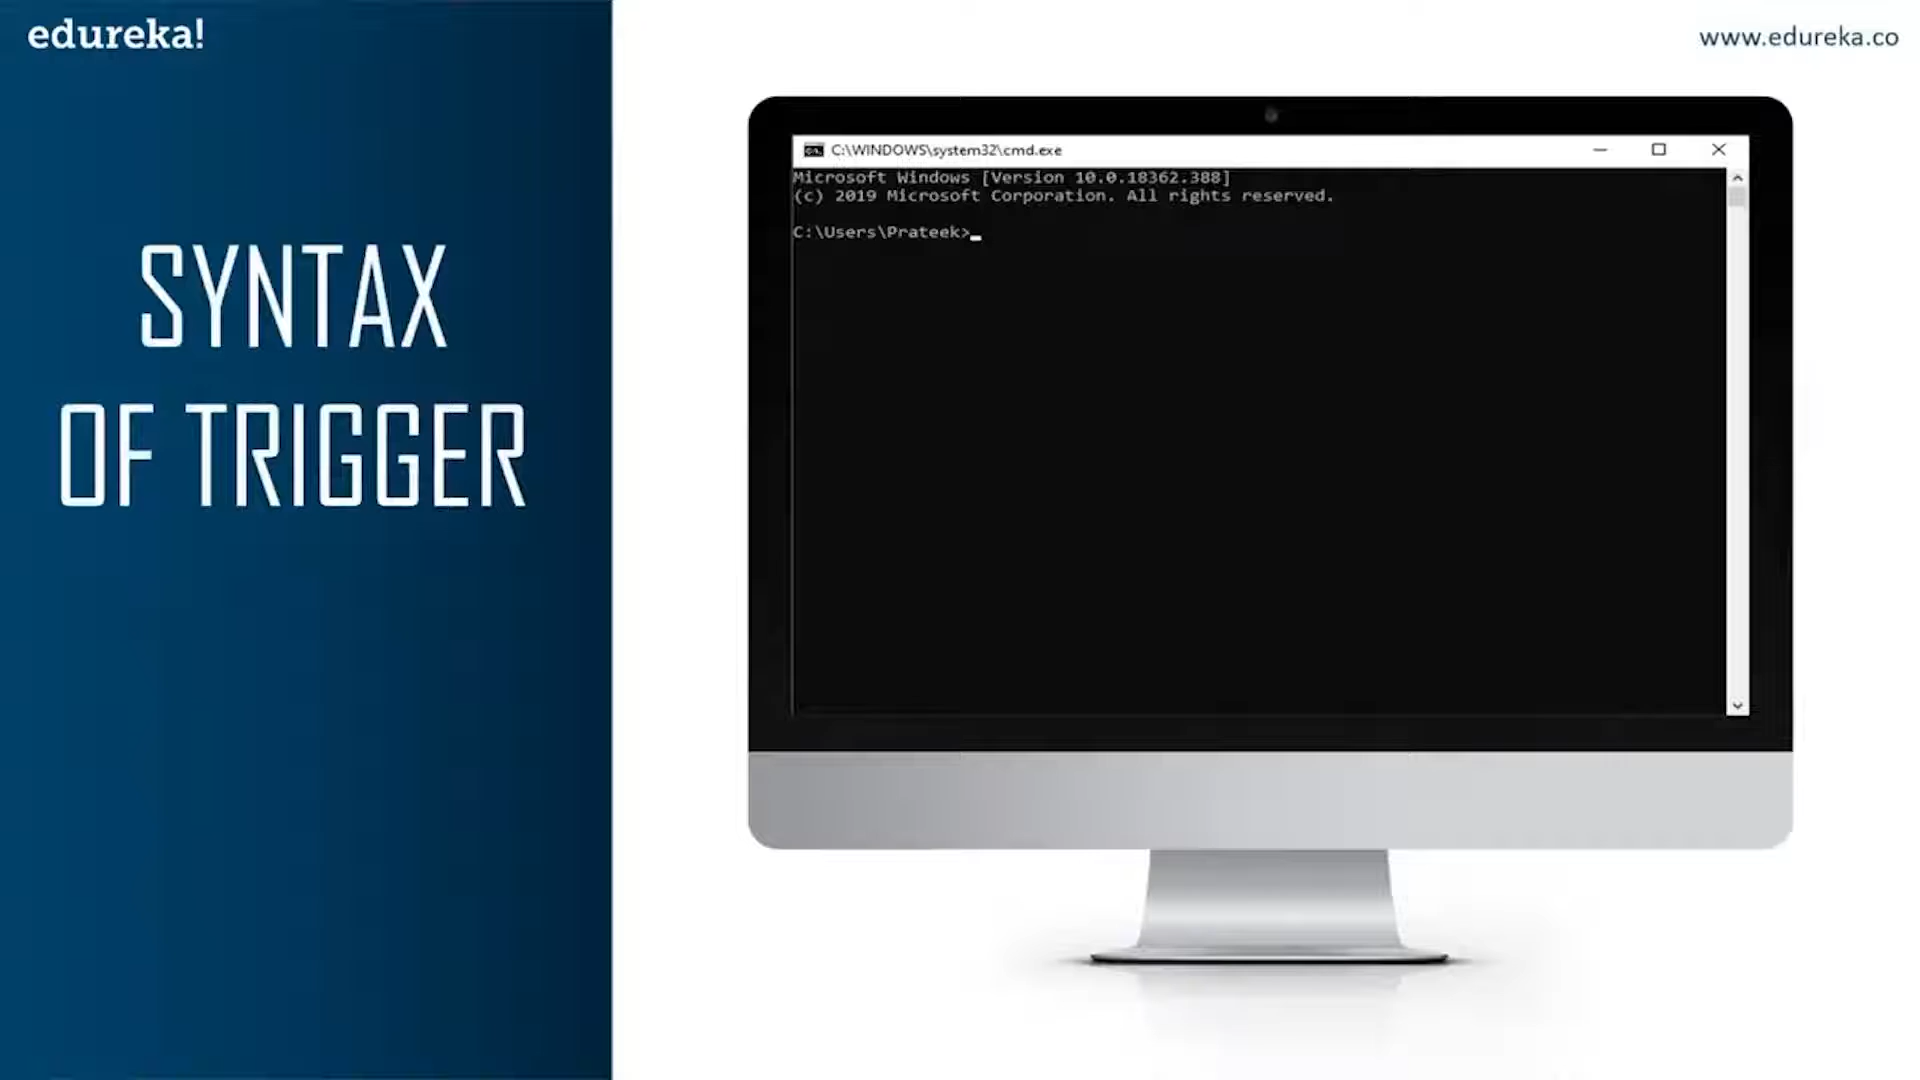 edureka!
www.edureka.co
SYNTAX
OF TRIGGER
C:\WINDOWS\system32\cmd.exe
Microsoft Windows [Version 10.0.18362.388]
(c) 2019 Microsoft Corporation. All rights reserved.
C:\Users\Prateek>